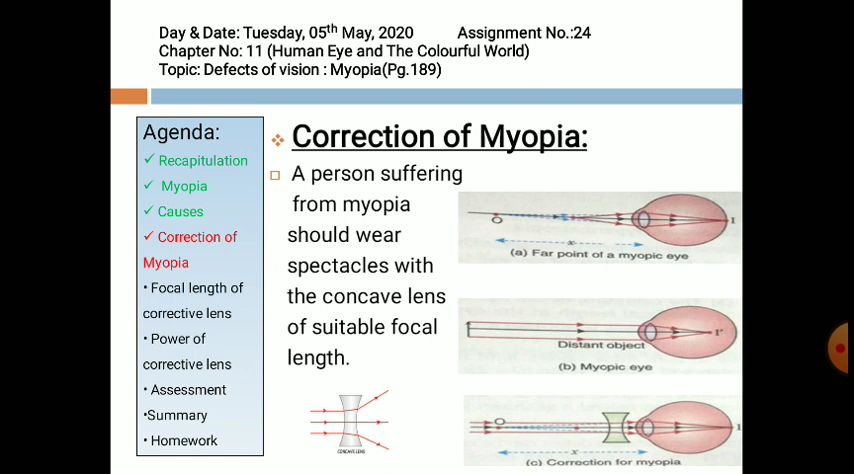 Day & Date: Tuesday, 05th May, 2020 Assignment No.:24
Chapter No: 11 (Human Eye and The Colourful World)
Topic: Defects of vision : Myopia(Pg.189)
Agenda:
✓ Recapitulation
✓ Myopia
✓ Causes
✓ Correction of
Myopia
• Focal length of
corrective lens
• Power of
corrective lens
• Assessment
•Summary
• Homework
❖ Correction of Myopia:
□ A person suffering
from myopia
should wear
spectacles with
the concave lens
of suitable focal
length.
CONCAVE LENS
O
I
x
(a) Far point of a myopic eye
I'
Distant object
(b) Myopic eye
O
I
x
(c) Correction for myopia